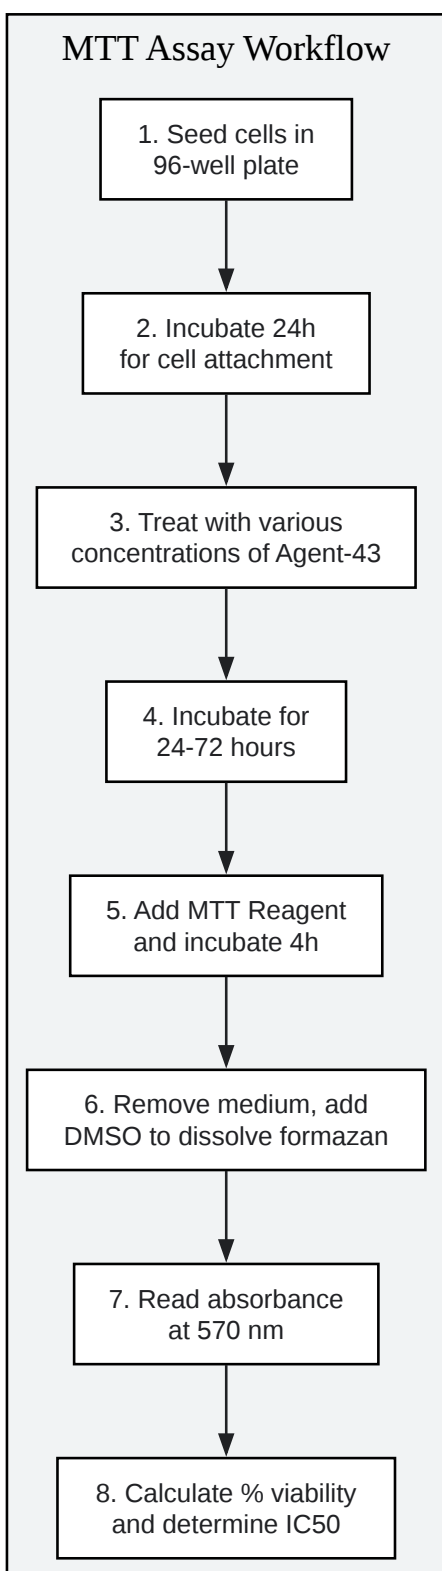 MTT Assay Workflow
1. Seed cells in
96-well plate
2. Incubate 24h
for cell attachment
3. Treat with various
concentrations of Agent-43
4. Incubate for
24-72 hours
5. Add MTT Reagent
and incubate 4h
6. Remove medium, add
DMSO to dissolve formazan
7. Read absorbance
at 570 nm
8. Calculate % viability
and determine IC50